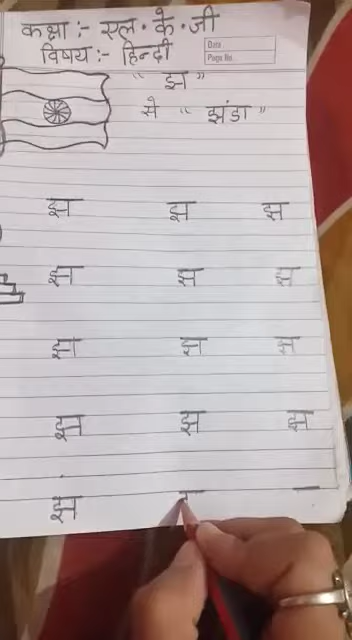 कक्षा :- एल. के. जी
विषय :- हिन्दी
Date
Page No.
" झ "
से " झंडा "
झ झ झ
झ झ झ
झ झ झ
झ झ झ
झ